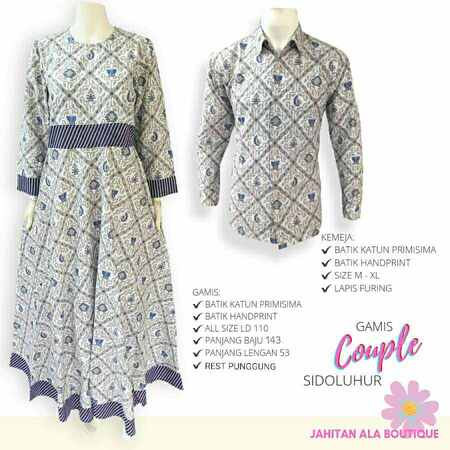 KEMEJA:
✔ BATIK KATUN PRIMISIMA
✔ BATIK HANDPRINT
✔ SIZE M - XL
✔ LAPIS FURING
GAMIS:
✔ BATIK KATUN PRIMISIMA
✔ BATIK HANDPRINT
✔ ALL SIZE LD 110
✔ PANJANG BAJU 143
✔ PANJANG LENGAN 53
✔ REST PUNGGUNG
GAMIS
Couple
SIDOLUHUR
JAHITAN ALA BOUTIQUE